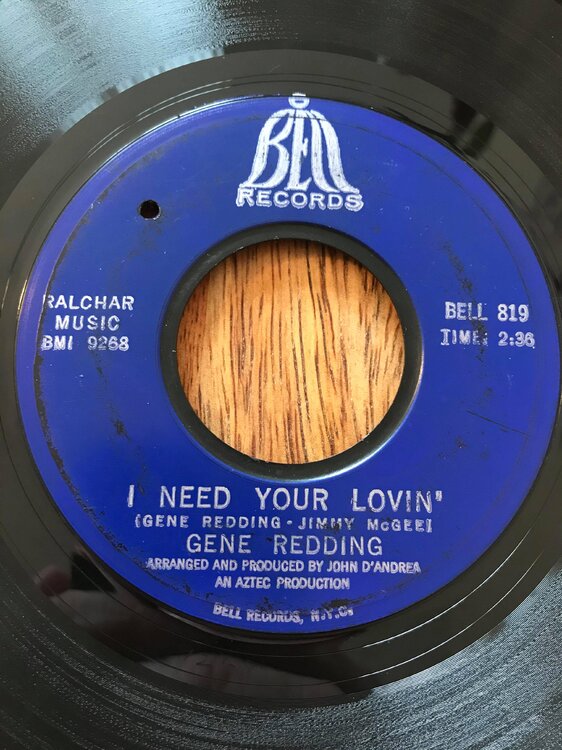 BELL
RECORDS
RALCHAR
MUSIC
BMI 9268
BELL 819
TIME: 2:36
I NEED YOUR LOVIN'
(GENE REDDING - JIMMY McGEE)
GENE REDDING
ARRANGED AND PRODUCED BY JOHN D'ANDREA
AN AZTEC PRODUCTION
BELL RECORDS, N.Y.C.